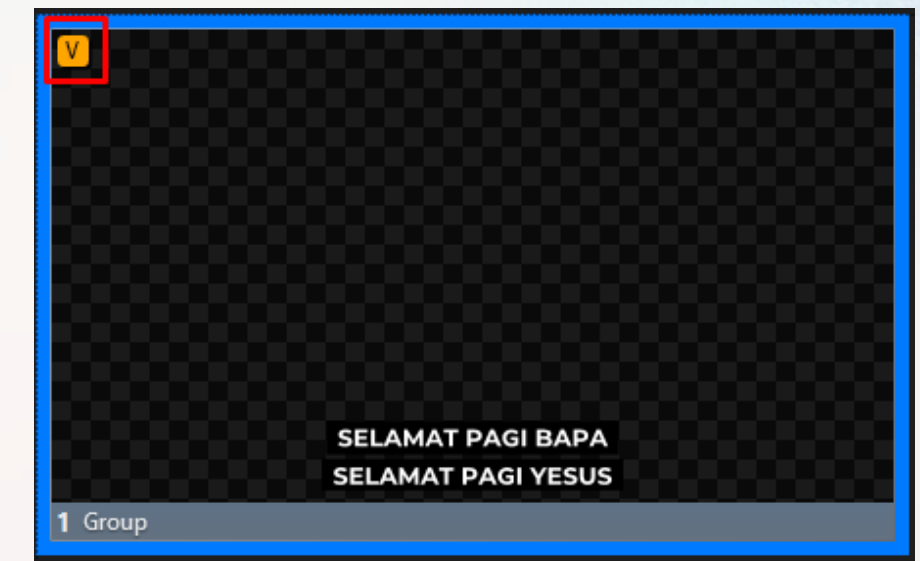 V
SELAMAT PAGI BAPA
SELAMAT PAGI YESUS
1 Group